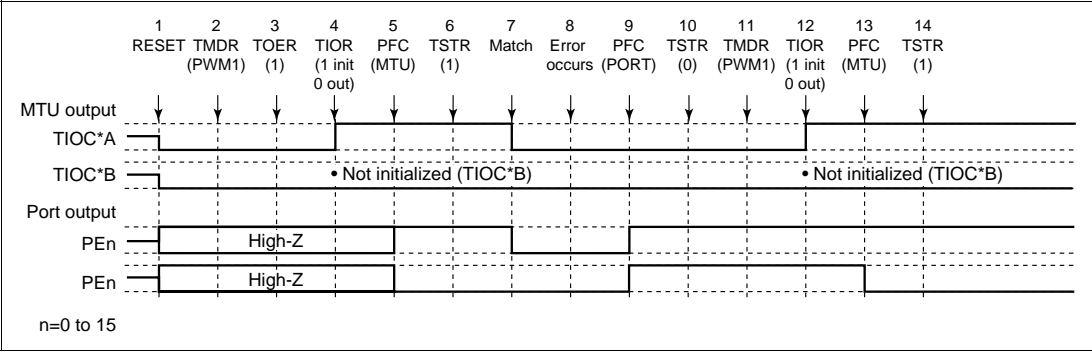 1 2 3 4 5 6 7 8 9 10 11 12 13 14
RESET TMDR TOER TIOR PFC TSTR Match Error PFC TSTR TMDR TIOR PFC TSTR
(PWM1) (1) (1 init (MTU) (1) occurs (PORT) (0) (PWM1) (1 init (MTU) (1)
0 out) 0 out)
MTU output
TIOC*A
TIOC*B • Not initialized (TIOC*B) • Not initialized (TIOC*B)
Port output
PEn High-Z
PEn High-Z
n=0 to 15